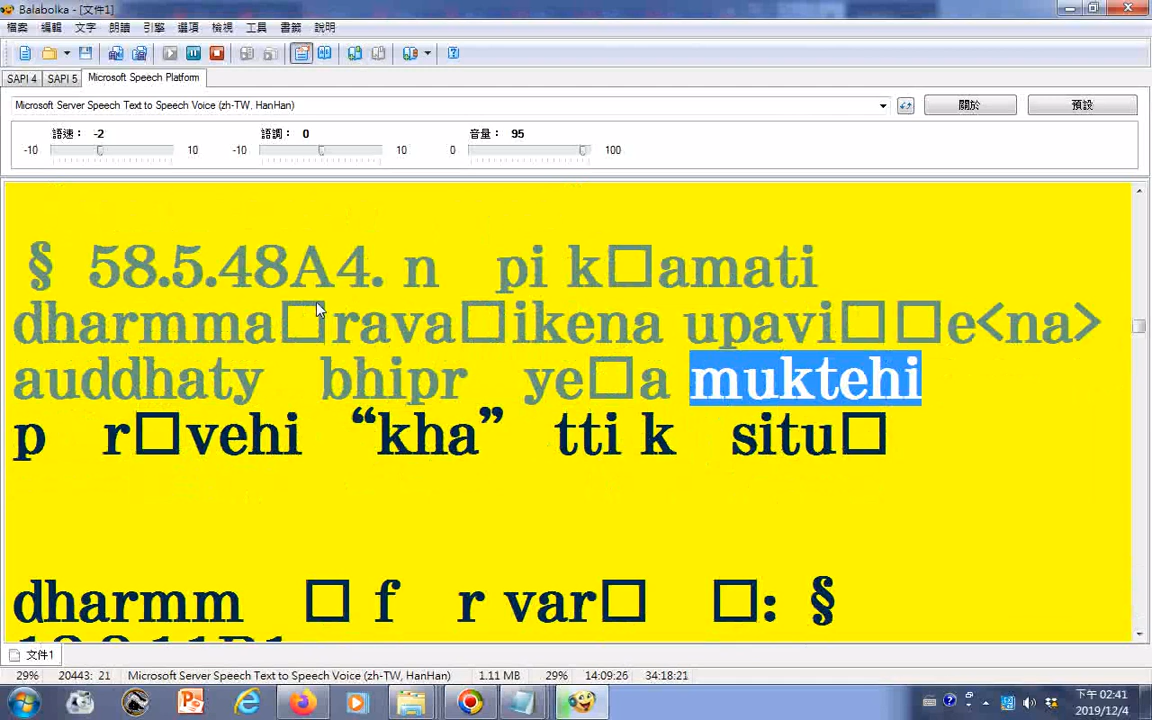 Balabolka - [文件1]
檔案 編輯 文字 朗讀 引擎 選項 檢視 工具 書籤 說明
SAPI 4 SAPI 5 Microsoft Speech Platform
Microsoft Server Speech Text to Speech Voice (zh-TW, HanHan) 關於 預設
語速： -2 語調： 0 音量： 95
-10 10 -10 10 0 100
§ 58.5.48A4. n pi k□amati
dharmma□rava□ikena upavi□□e<na>
auddhaty bhipr ye□a muktehi
p r□vehi “kha” tti k situ□
dharmm □ f r var□ □: §
文件1
29% 20443: 21 Microsoft Server Speech Text to Speech Voice (zh-TW, HanHan) 1.11 MB 29% 14:09:26 34:18:21
下午 02:41
2019/12/4